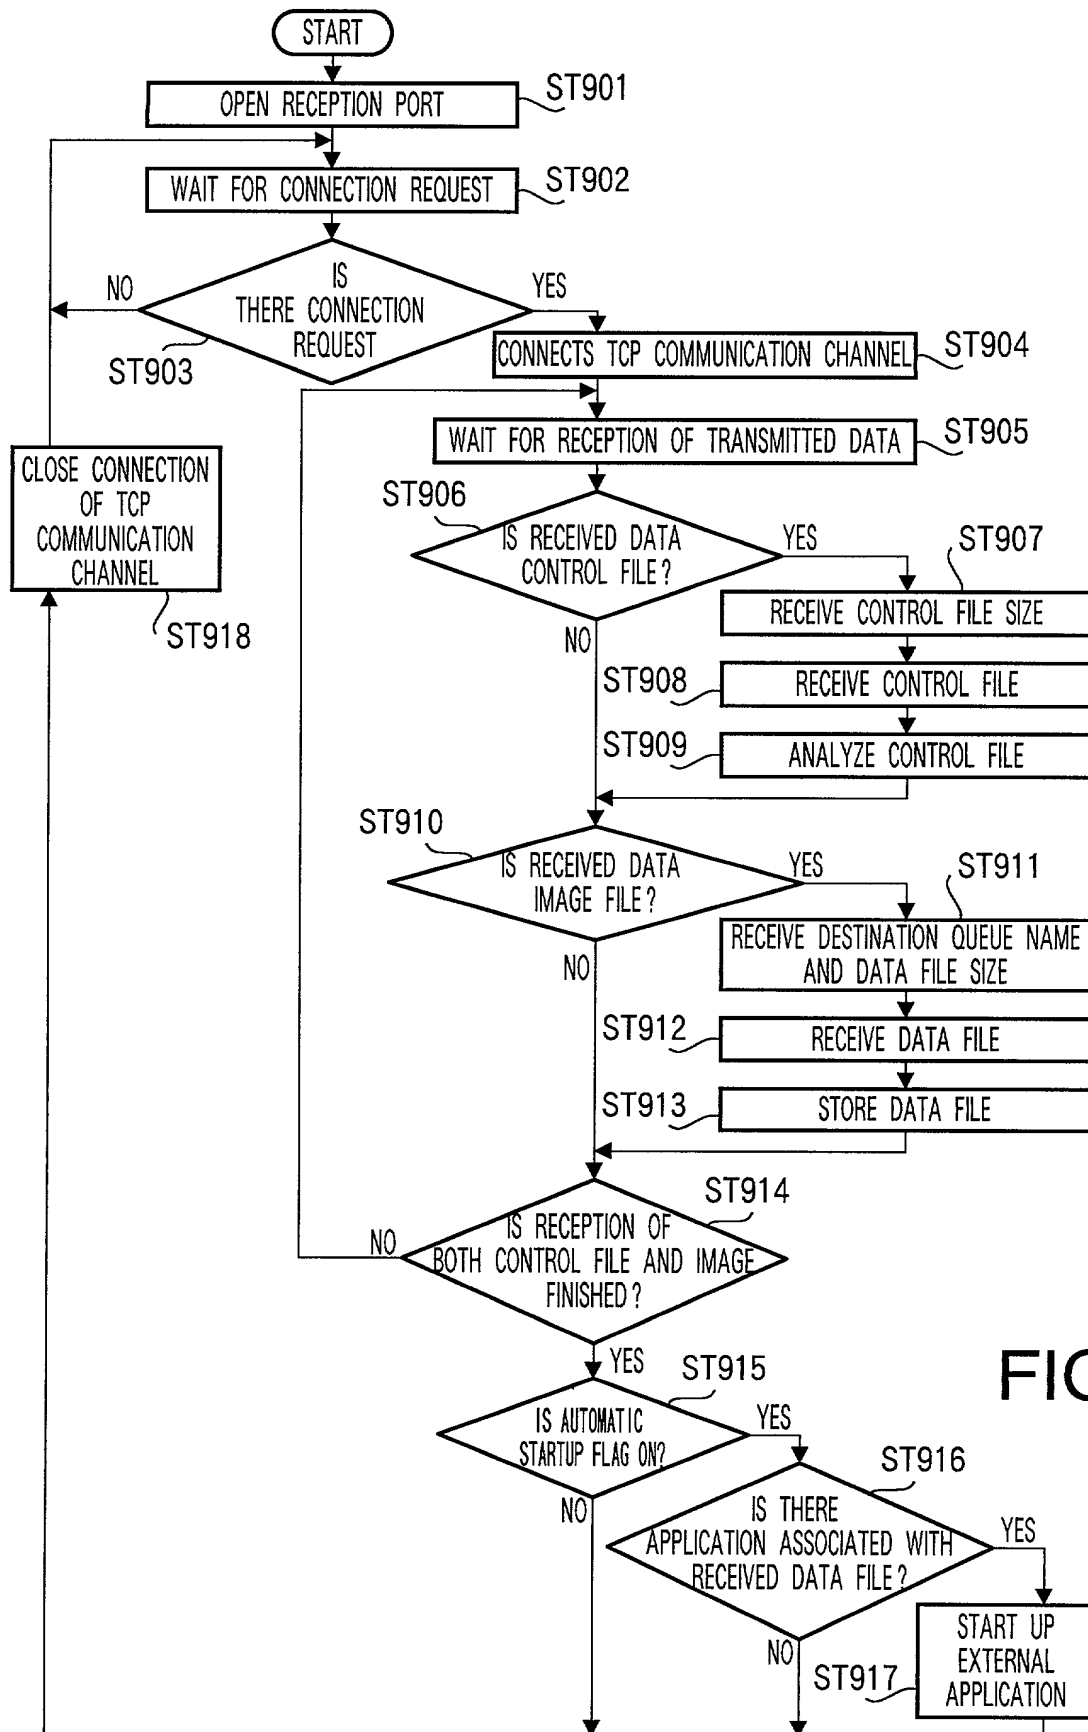 START
OPEN RECEPTION PORT
ST901
WAIT FOR CONNECTION REQUEST
ST902
IS
THERE CONNECTION
REQUEST
NO
YES
ST903
CONNECTS TCP COMMUNICATION CHANNEL
ST904
WAIT FOR RECEPTION OF TRANSMITTED DATA
ST905
CLOSE CONNECTION
OF TCP
COMMUNICATION
CHANNEL
ST918
ST906
IS RECEIVED DATA
CONTROL FILE?
YES
NO
ST907
RECEIVE CONTROL FILE SIZE
ST908
RECEIVE CONTROL FILE
ST909
ANALYZE CONTROL FILE
ST910
IS RECEIVED DATA
IMAGE FILE?
YES
NO
ST911
RECEIVE DESTINATION QUEUE NAME
AND DATA FILE SIZE
ST912
RECEIVE DATA FILE
ST913
STORE DATA FILE
ST914
IS RECEPTION OF
BOTH CONTROL FILE AND IMAGE
FINISHED?
NO
YES
FIG
ST915
IS AUTOMATIC
STARTUP FLAG ON?
YES
NO
ST916
IS THERE
APPLICATION ASSOCIATED WITH
RECEIVED DATA FILE?
YES
NO
ST917
START UP
EXTERNAL
APPLICATION